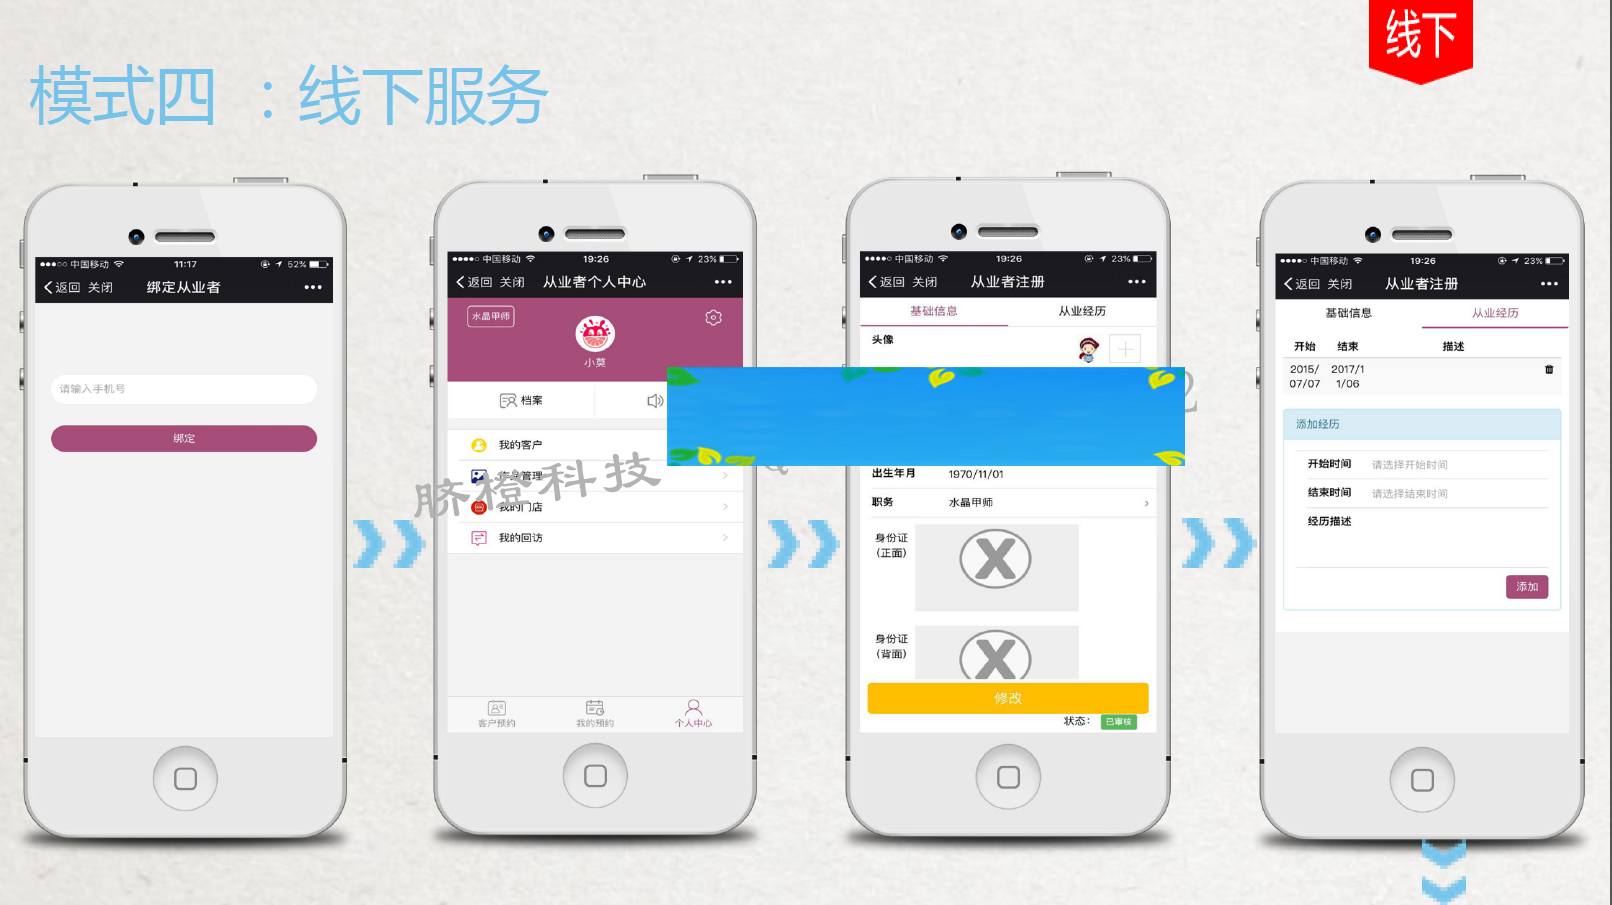 线下
模式四 ：线下服务
中国移动 11:17 52%
返回 关闭 绑定从业者
请输入手机号
绑定
中国移动 19:26 23%
返回 关闭 从业者个人中心
水晶甲师
小莫
档案
我的客户
作品管理
我的门店
我的回访
客户预约 我的预约 个人中心
脐橙科技
中国移动 19:26 23%
返回 关闭 从业者注册
基础信息 从业经历
头像
2
出生年月 1970/11/01
职务 水晶甲师
身份证
(正面)
X
身份证
(背面)
X
修改
状态： 已审核
中国移动 19:26 23%
返回 关闭 从业者注册
基础信息 从业经历
开始 结束 描述
2015/ 2017/1
07/07 1/06
添加经历
开始时间 请选择开始时间
结束时间 请选择结束时间
经历描述
添加